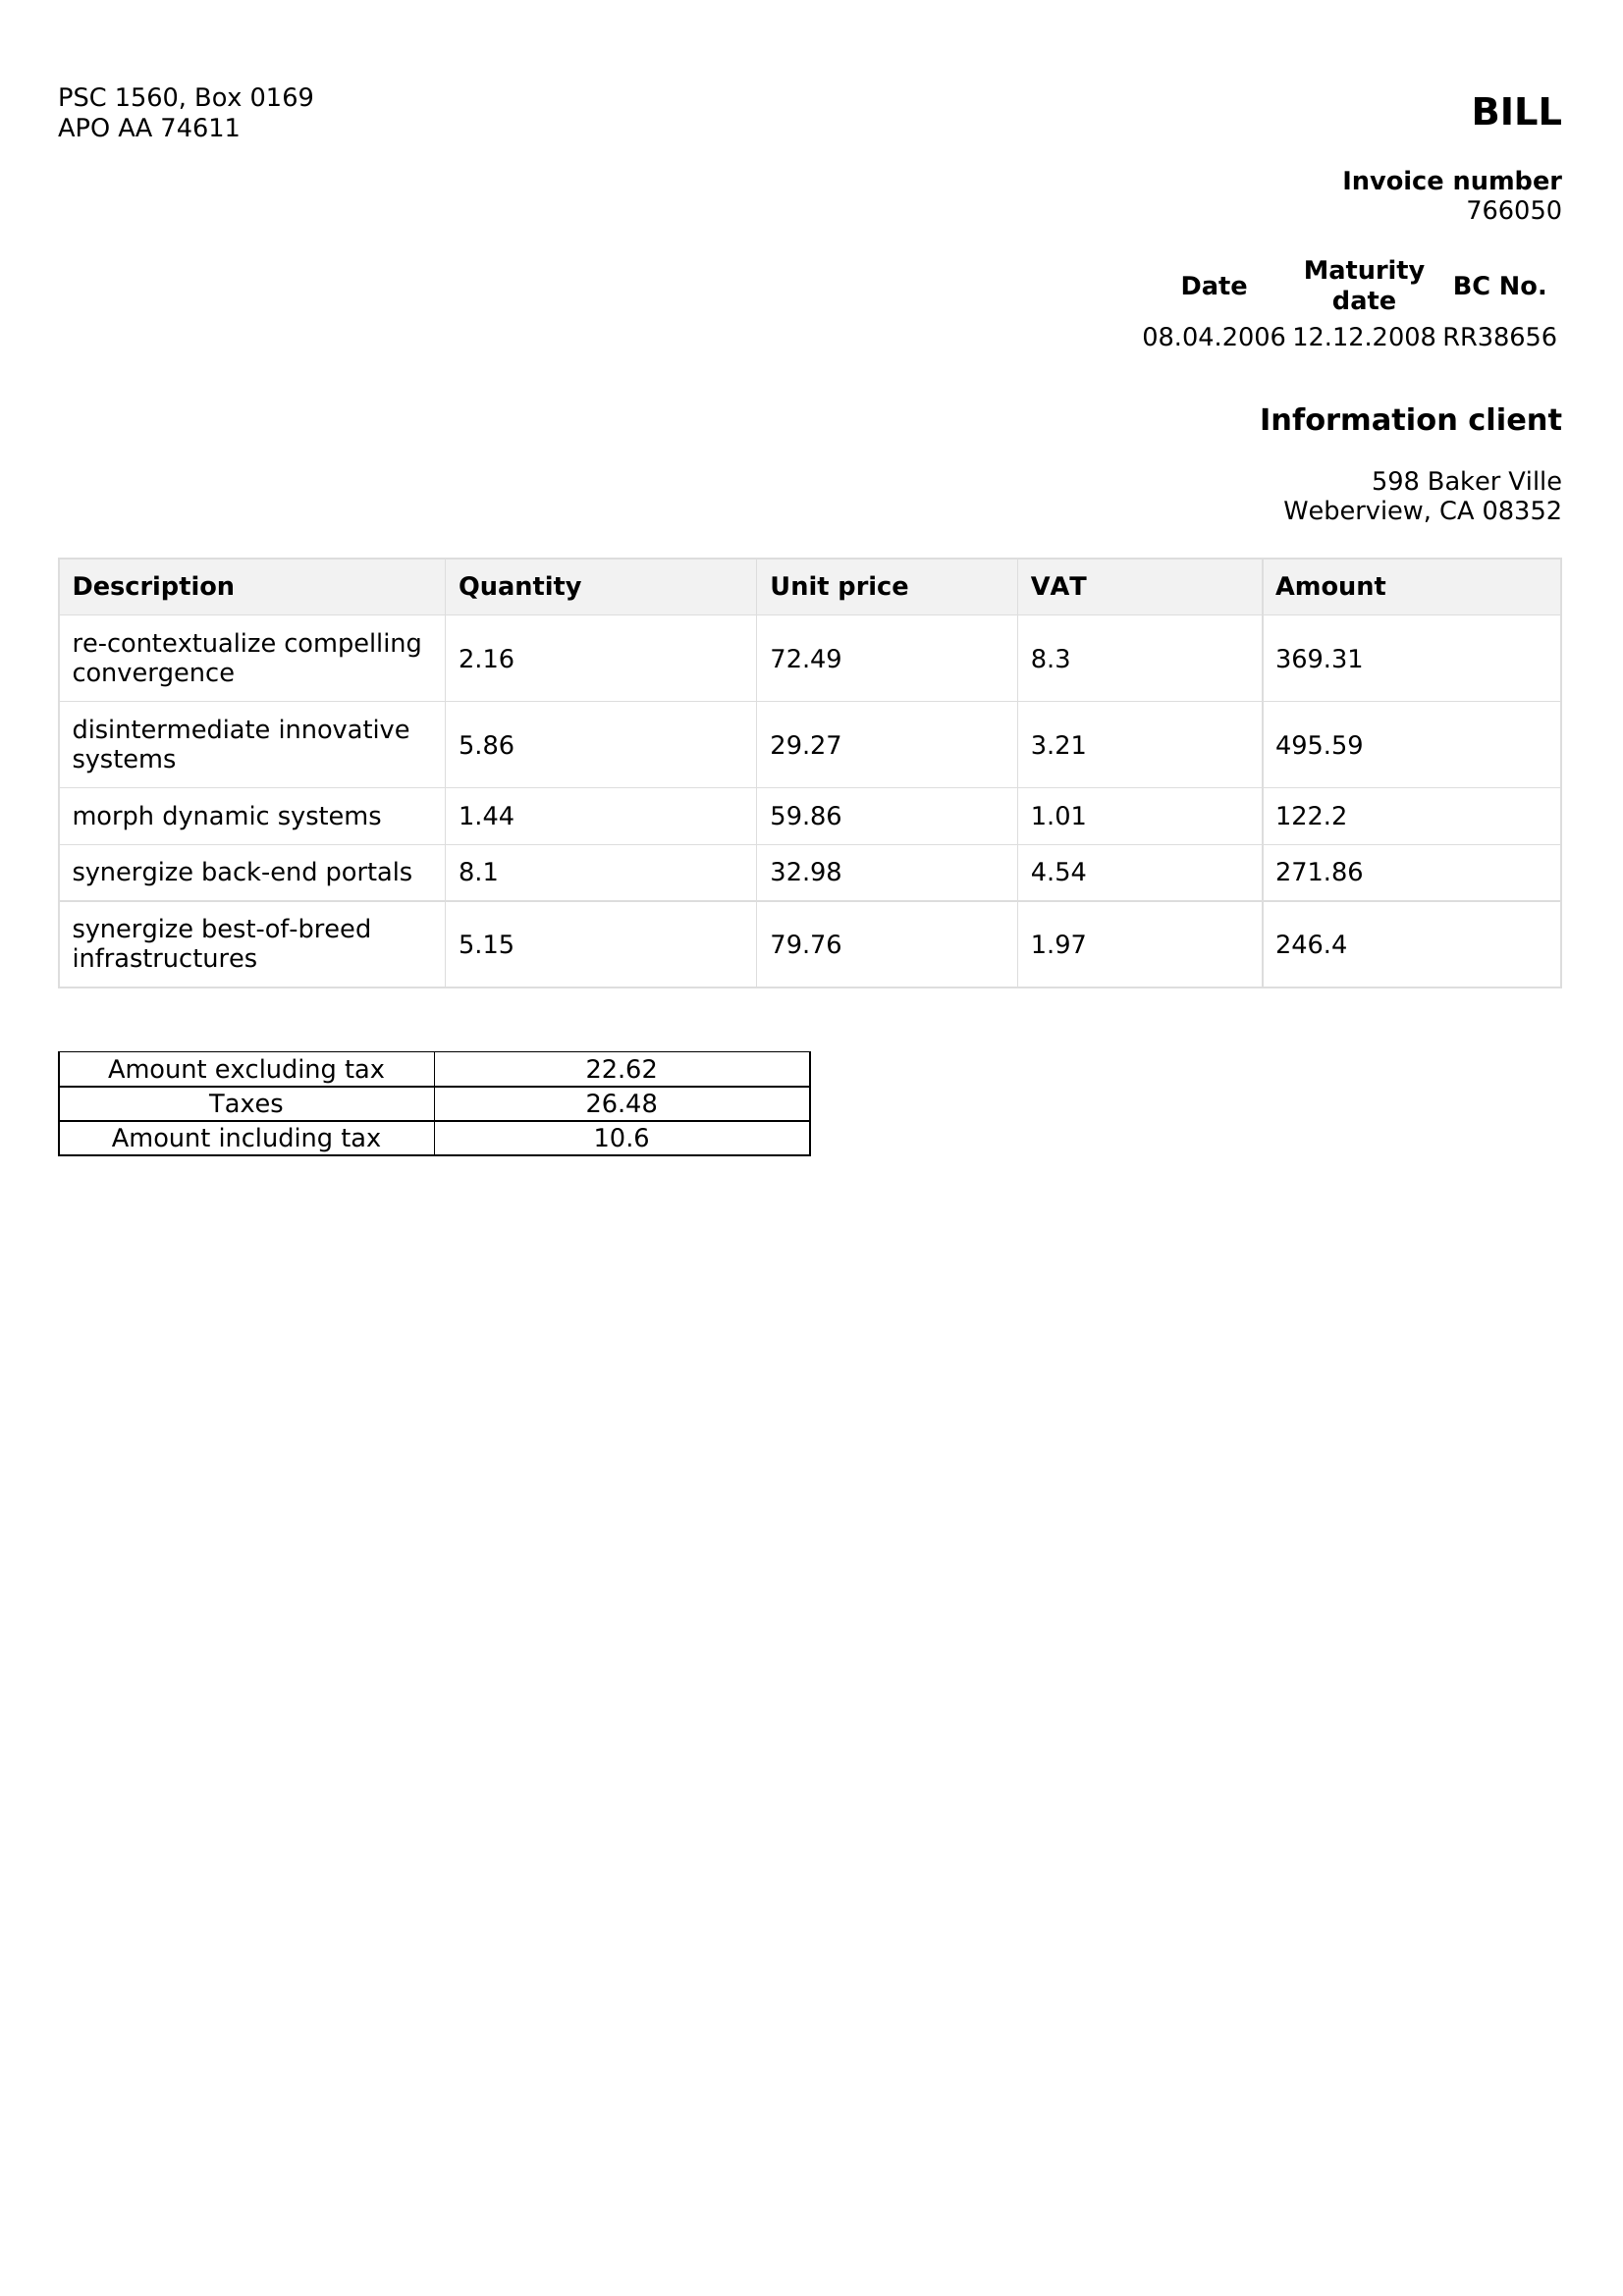 PSC 1560, Box 0169
APO AA 74611
BILL
Invoice number
766050
Date Maturity date BC No.
08.04.2006 12.12.2008 RR38656
Information client
598 Baker Ville
Weberview, CA 08352
Description Quantity Unit price VAT Amount
re-contextualize compelling
convergence 2.16 72.49 8.3 369.31
disintermediate innovative
systems 5.86 29.27 3.21 495.59
morph dynamic systems 1.44 59.86 1.01 122.2
synergize back-end portals 8.1 32.98 4.54 271.86
synergize best-of-breed
infrastructures 5.15 79.76 1.97 246.4
Amount excluding tax 22.62
Taxes 26.48
Amount including tax 10.6